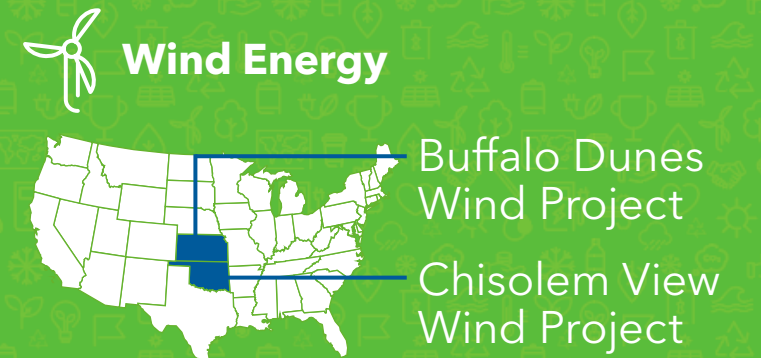 Wind Energy
Buffalo Dunes
Wind Project
Chisolem View
Wind Project